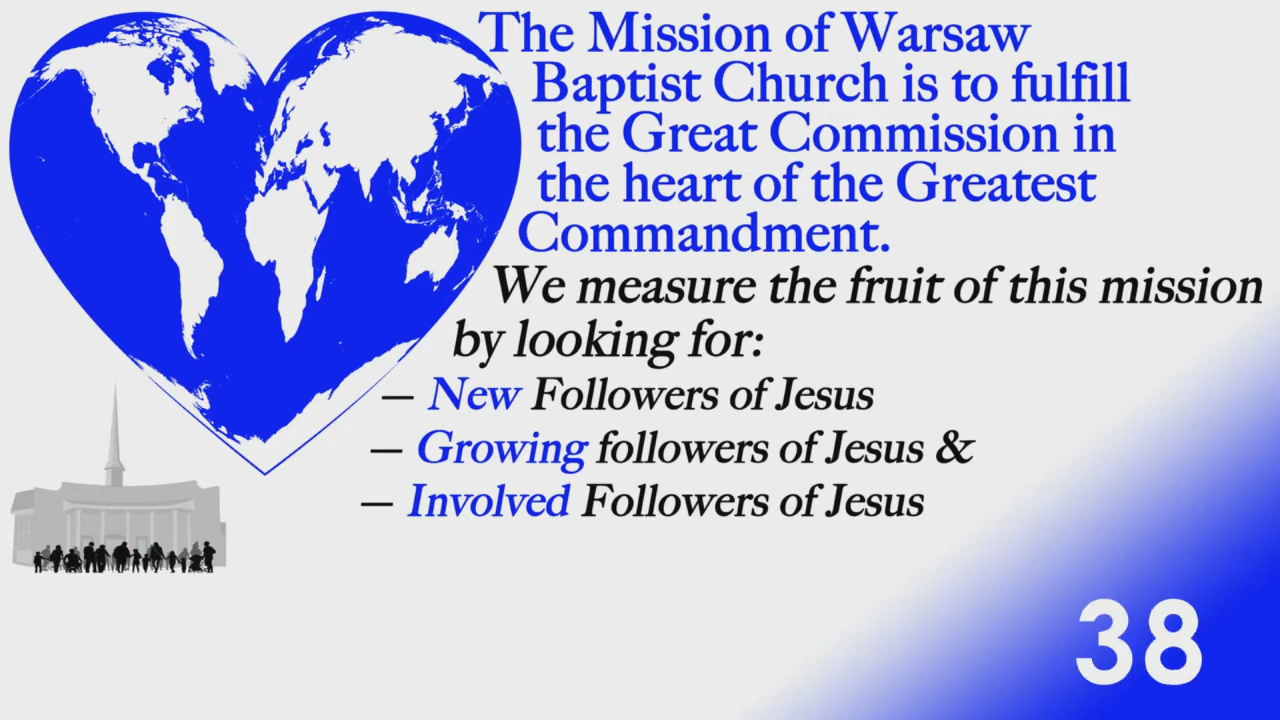 The Mission of Warsaw
Baptist Church is to fulfill
the Great Commission in
the heart of the Greatest
Commandment.
We measure the fruit of this mission
by looking for:
– New Followers of Jesus
– Growing followers of Jesus &
– Involved Followers of Jesus
38